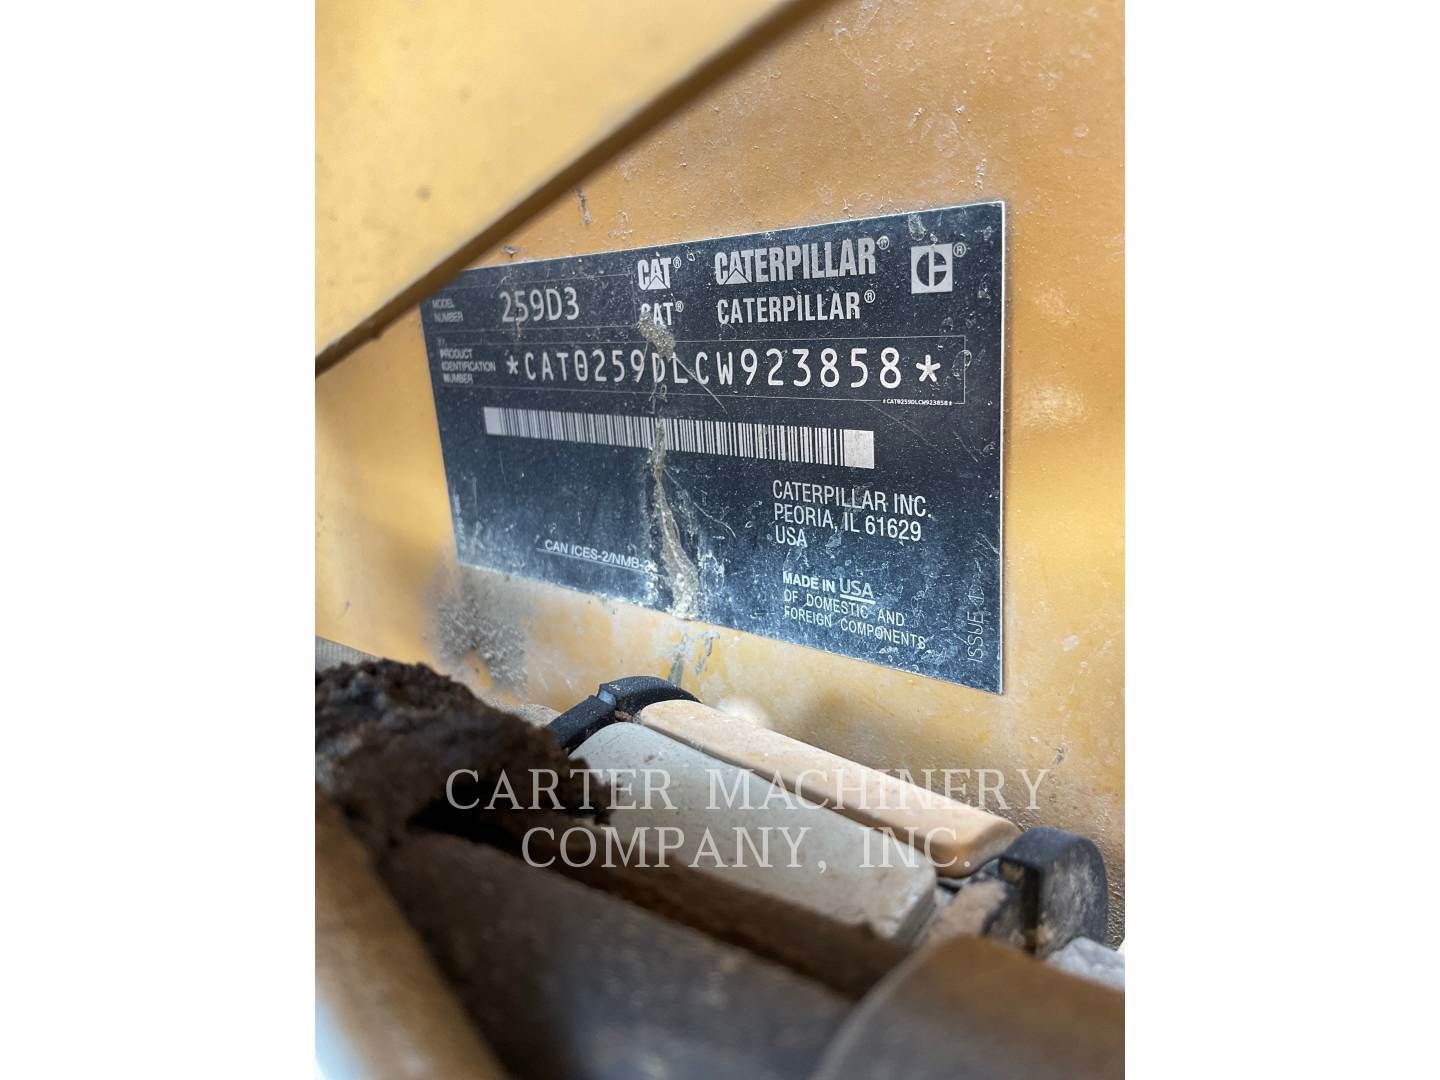 CAT® CATERPILLAR®
MODEL NUMBER 259D3 CAT® CATERPILLAR®
PRODUCT IDENTIFICATION NUMBER *CAT0259DLCW923858*
*CAT0259DLCW923858*
CATERPILLAR INC.
PEORIA, IL 61629
USA
CAN ICES-2/NMB-2
MADE IN USA
OF DOMESTIC AND
FOREIGN COMPONENTS
ISSUE
CARTER MACHINERY
COMPANY, INC.